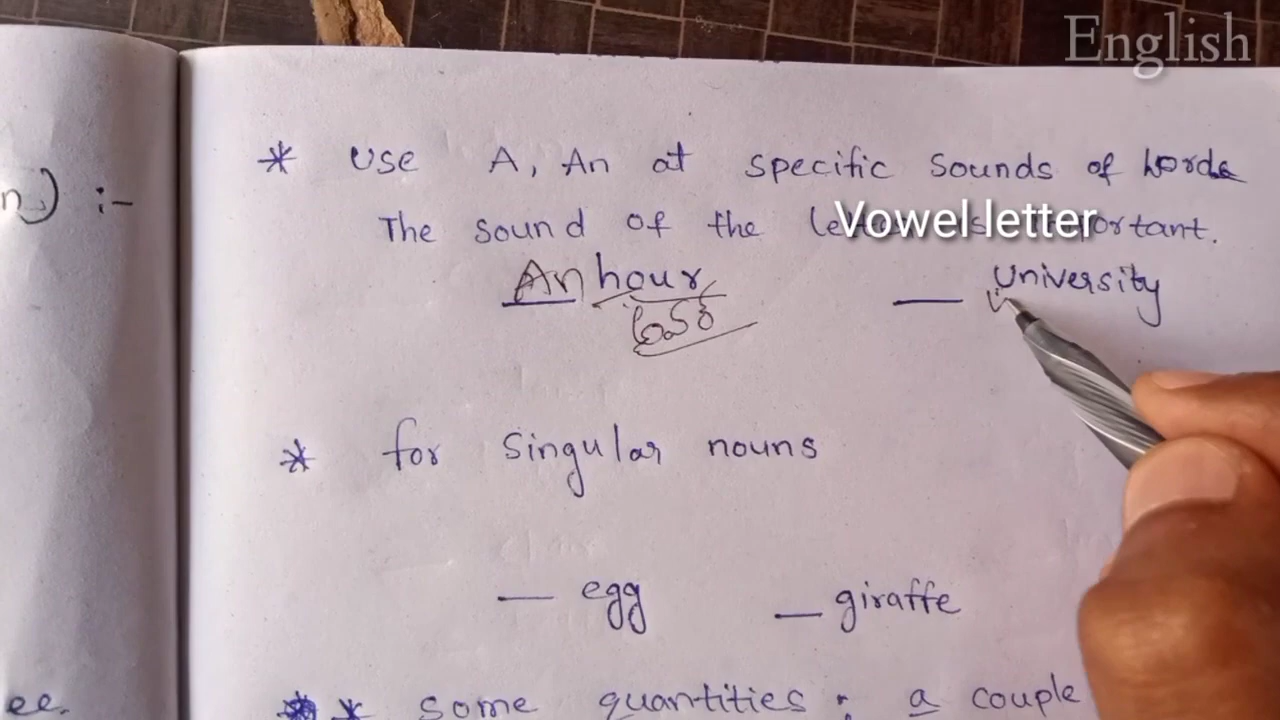 English
* Use A, An at specific sounds of words
n) :-
The sound of the important.
Vowel letter
An hour
— University
* for singular nouns
— egg — giraffe
ee.
* * some quantities : a couple